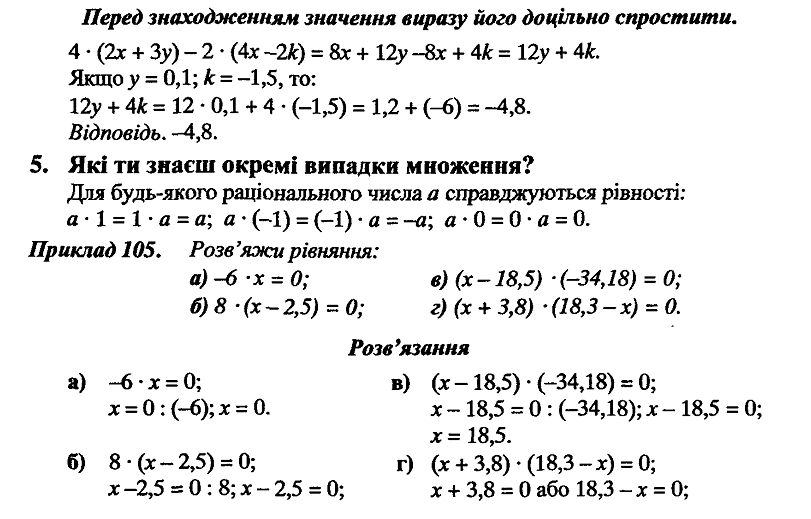 Перед знаходженням значення виразу його доцільно спростити.
4 · (2x + 3y) – 2 · (4x –2k) = 8x + 12y –8x + 4k = 12y + 4k.
Якщо y = 0,1; k = –1,5, то:
12y + 4k = 12 · 0,1 + 4 · (–1,5) = 1,2 + (–6) = –4,8.
Відповідь. –4,8.
5. Які ти знаєш окремі випадки множення?
Для будь-якого раціонального числа a справджуються рівності:
a · 1 = 1 · a = a; a · (–1) = (–1) · a = –a; a · 0 = 0 · a = 0.
Приклад 105. Розв’яжи рівняння:
а) –6 · x = 0; в) (x – 18,5) · (–34,18) = 0;
б) 8 · (x – 2,5) = 0; г) (x + 3,8) · (18,3 – x) = 0.
Розв’язання
а) –6 · x = 0;
x = 0 : (–6); x = 0.
б) 8 · (x – 2,5) = 0;
x –2,5 = 0 : 8; x – 2,5 = 0;
в) (x – 18,5) · (–34,18) = 0;
x – 18,5 = 0 : (–34,18); x – 18,5 = 0;
x = 18,5.
г) (x + 3,8) · (18,3 – x) = 0;
x + 3,8 = 0 або 18,3 – x = 0;